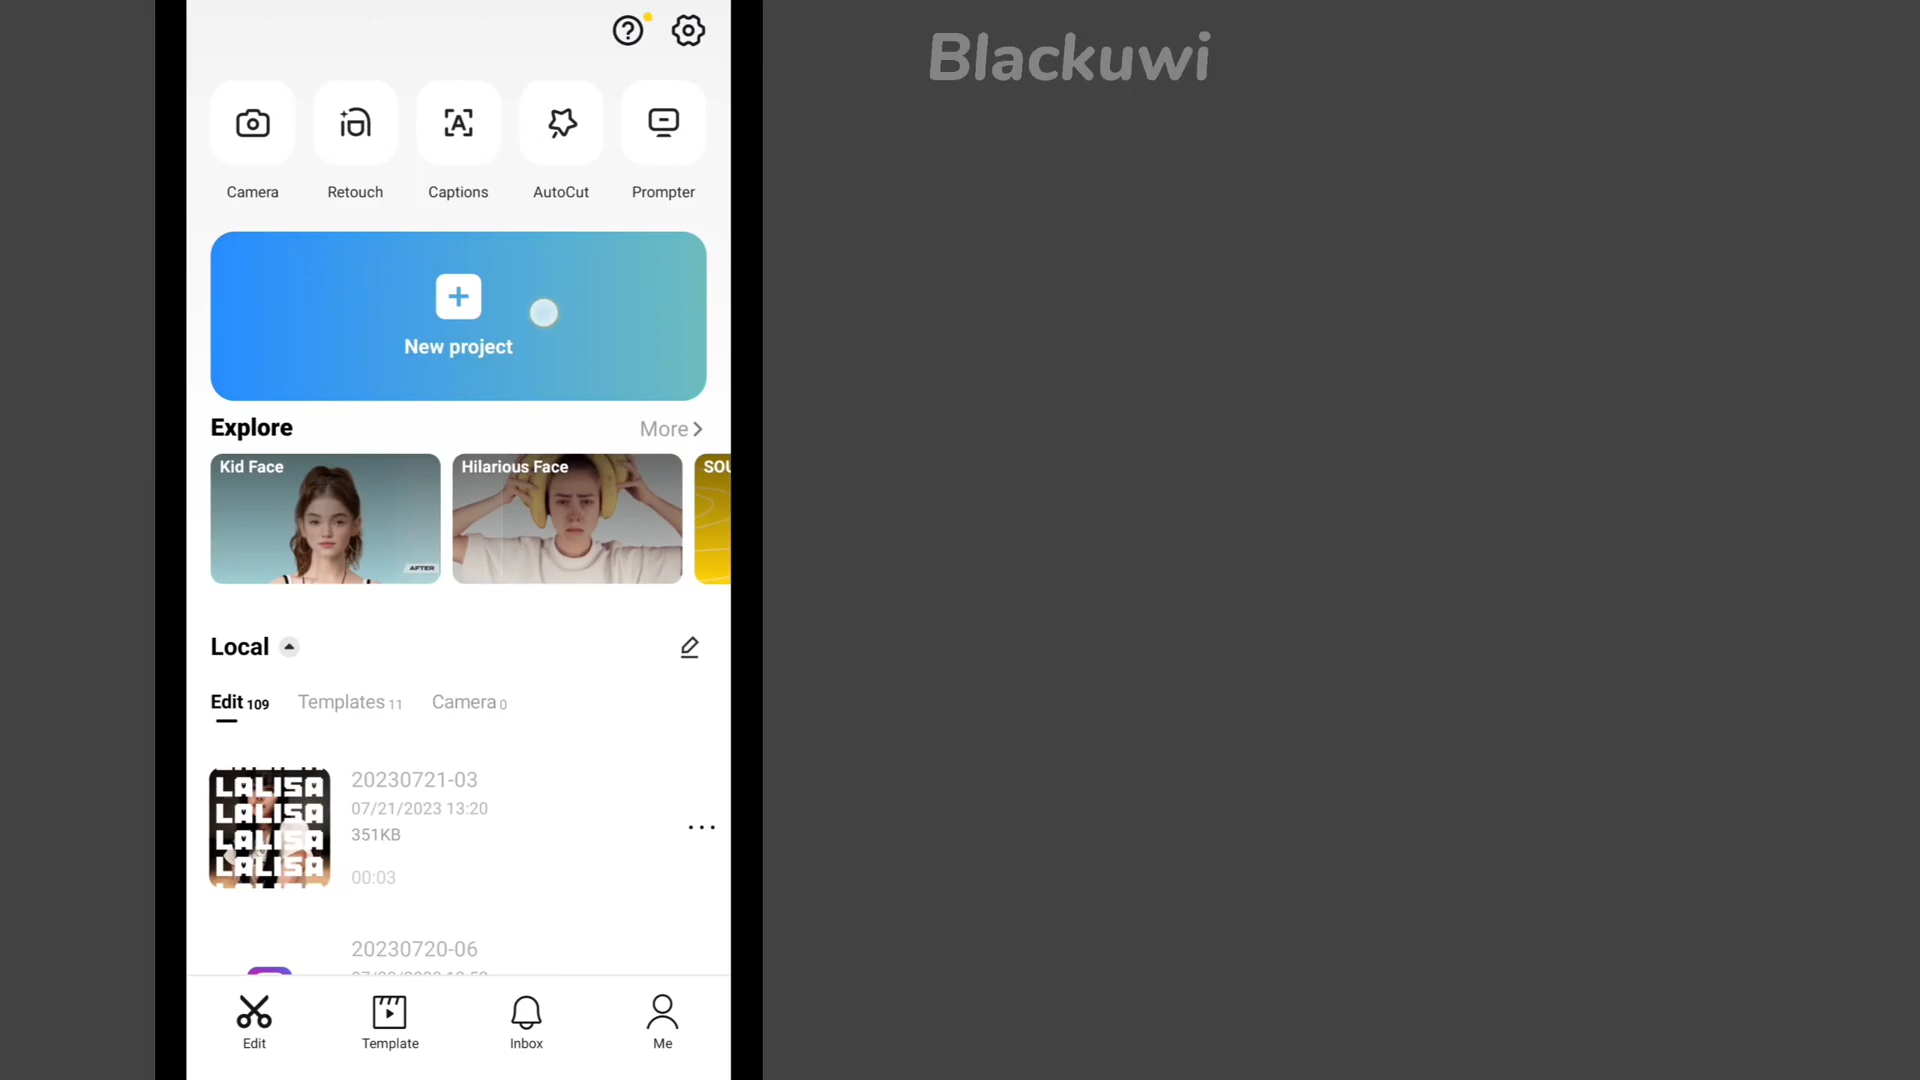 Blackuwi
Camera
Retouch
Captions
AutoCut
Prompter
New project
Explore
More
Kid Face
AFTER
Hilarious Face
SOU
Local
Edit 109
Templates 11
Camera 0
LALISA
LALISA
LALISA
LALISA
20230721-03
07/21/2023 13:20
351KB
00:03
20230720-06
Edit
Template
Inbox
Me